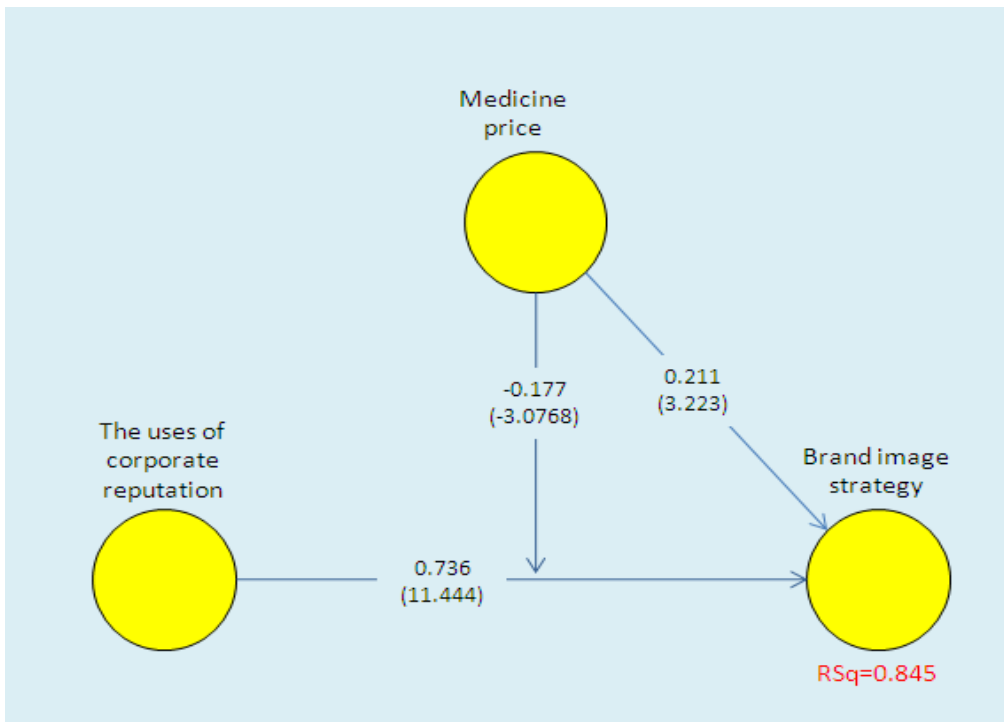 Medicine
price
-0.177
(-3.0768)
0.211
(3.223)
The uses of
corporate
reputation
Brand image
strategy
0.736
(11.444)
RSq=0.845